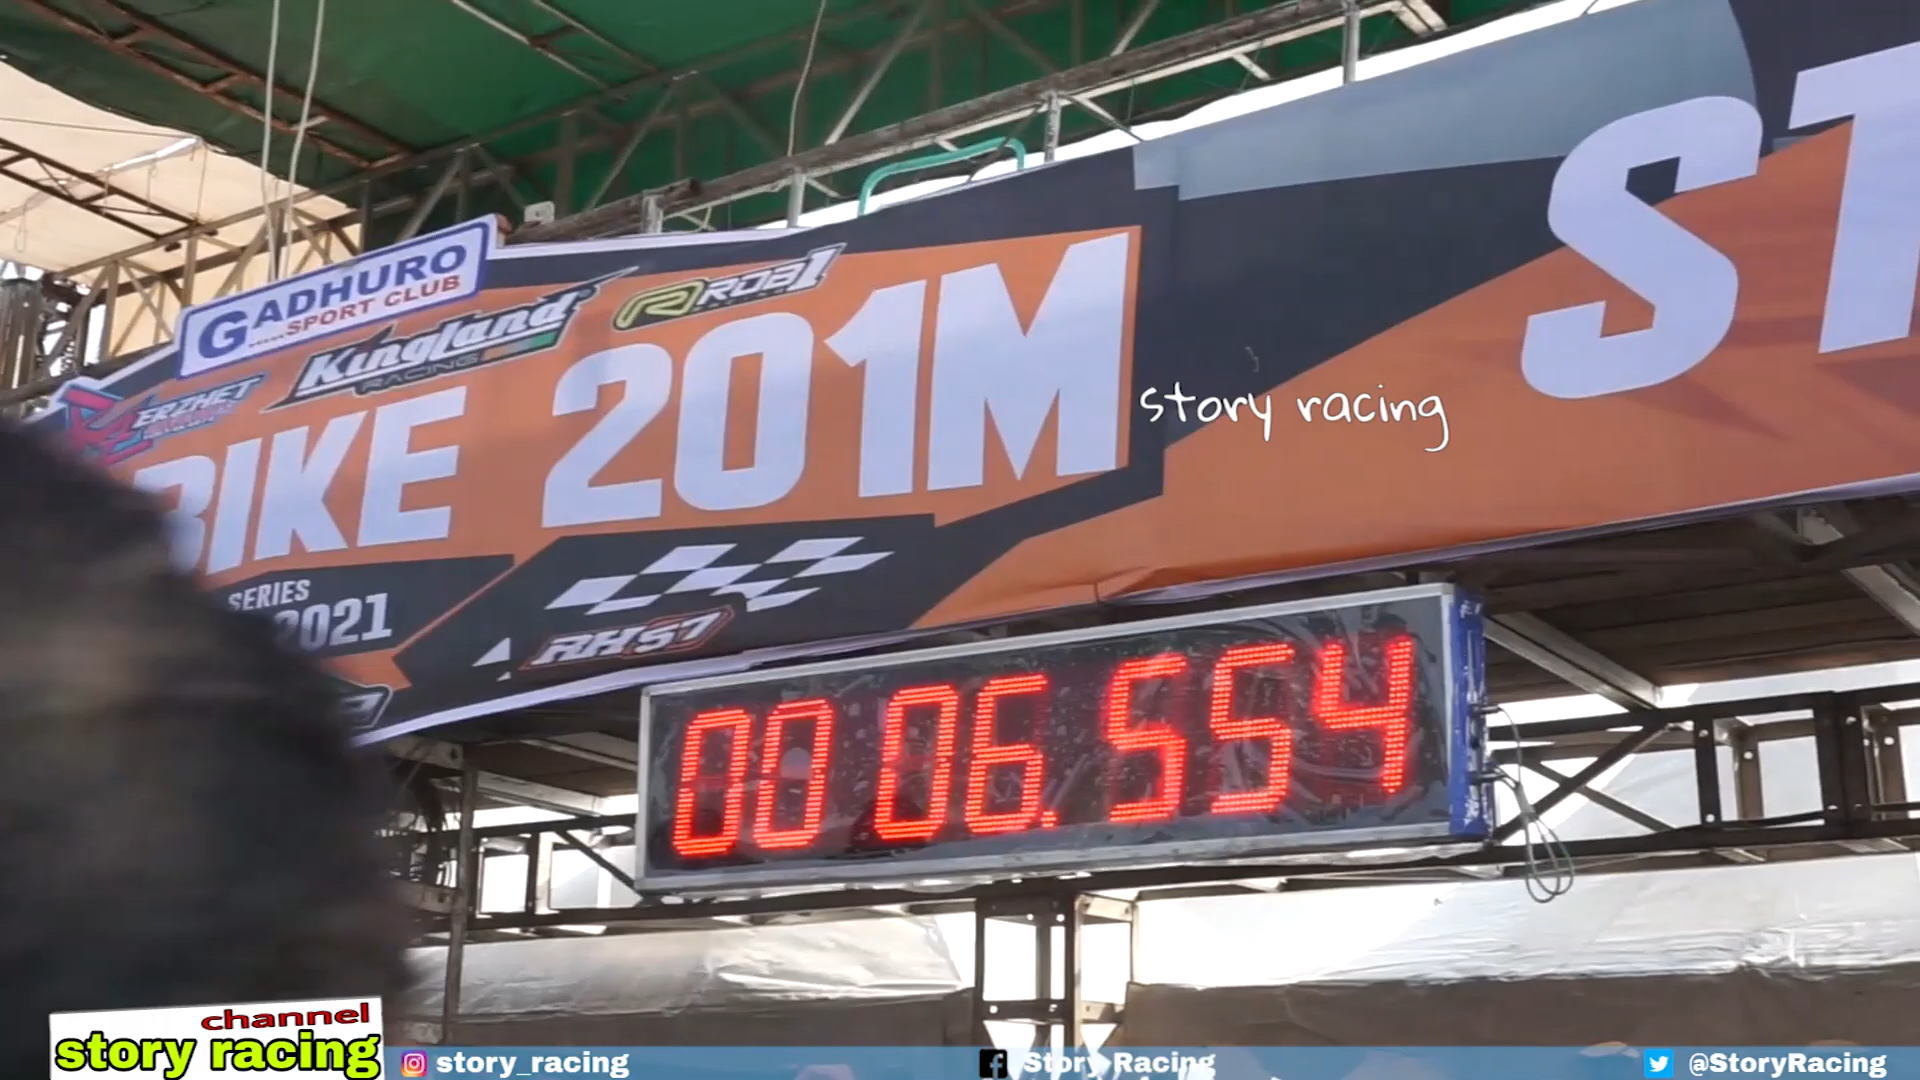 GADHURO
SPORT CLUB
Kingland
RACING
ROB1
ERZHET
BIKE 201M
ST
story racing
SERIES
2021
RHS7
00 06.554
channel
story racing
story_racing
Story Racing
@StoryRacing